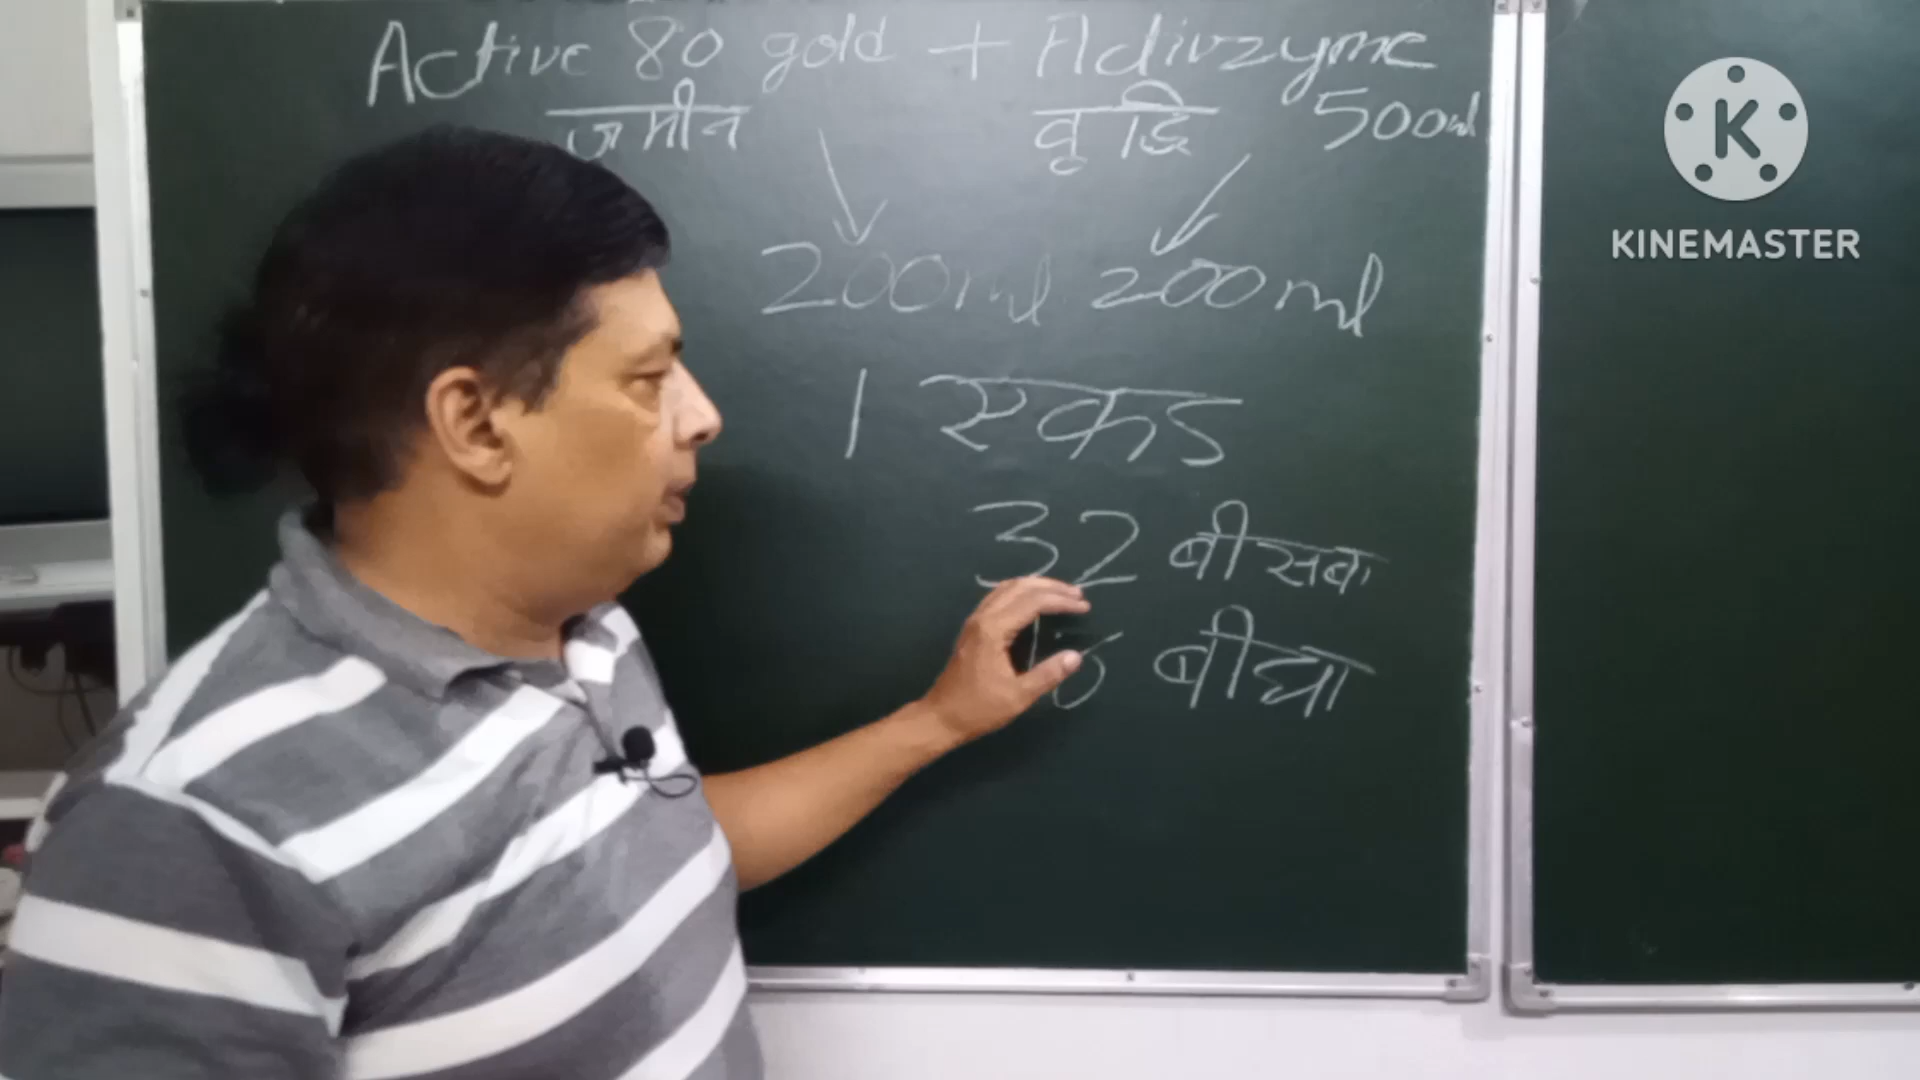 Active 80 gold + Activzyme
जमीन वृद्धि 500ml
200ml 200ml
1 एकड
32 बीसवा
बीघा
KINEMASTER